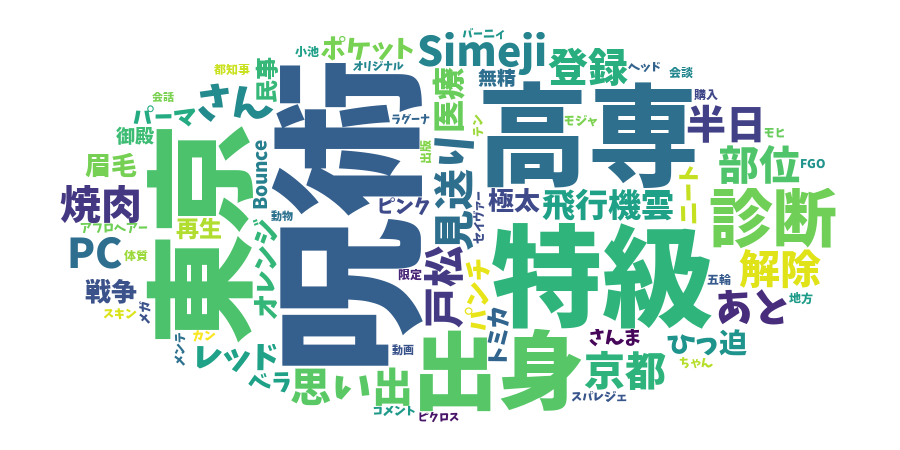 バーニィ
小池
ポケット
Simeji
登録
都知事
民事
オリジナル
無精
ヘッド
会談
会話
さん
呪術
医療
高専
購入
パーマ
ラグーナ
テン
モジャ
半日
モヒ
御殿
東京
Bounce
出版
見送り
部位
FGO
眉毛
焼肉
動物
ピンク
セイヴァー
極太
飛行機雲
ニート
診断
アフロヘアー
再生
オレンジ
特級
PC
体質
限定
戸松
パンチ
解除
五輪
戦争
メガ
あと
地方
スキン
トミカ
メンテ
カン
レッド
動画
出身
さんま
ひっ迫
ベラ
思い出
京都
ちゃん
コメント
ピクロス
スパレジェ